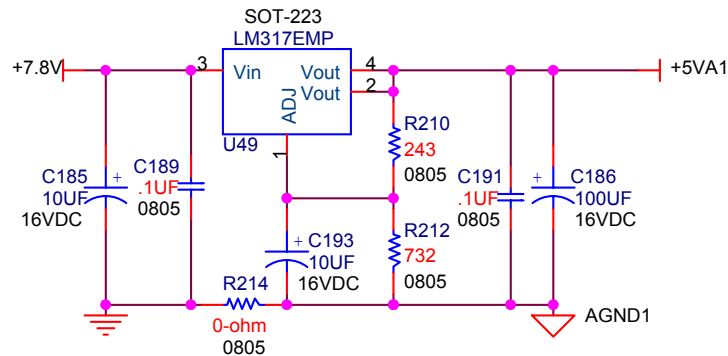 SOT-223
LM317EMP
+7.8V
3
Vin
Vout
4
+5VA1
Vout
2
ADJ
U49
1
R210
243
0805
C185
10UF
16VDC
C189
.1UF
0805
C191
.1UF
0805
C186
100UF
16VDC
C193
10UF
16VDC
R212
732
0805
R214
0-ohm
0805
AGND1